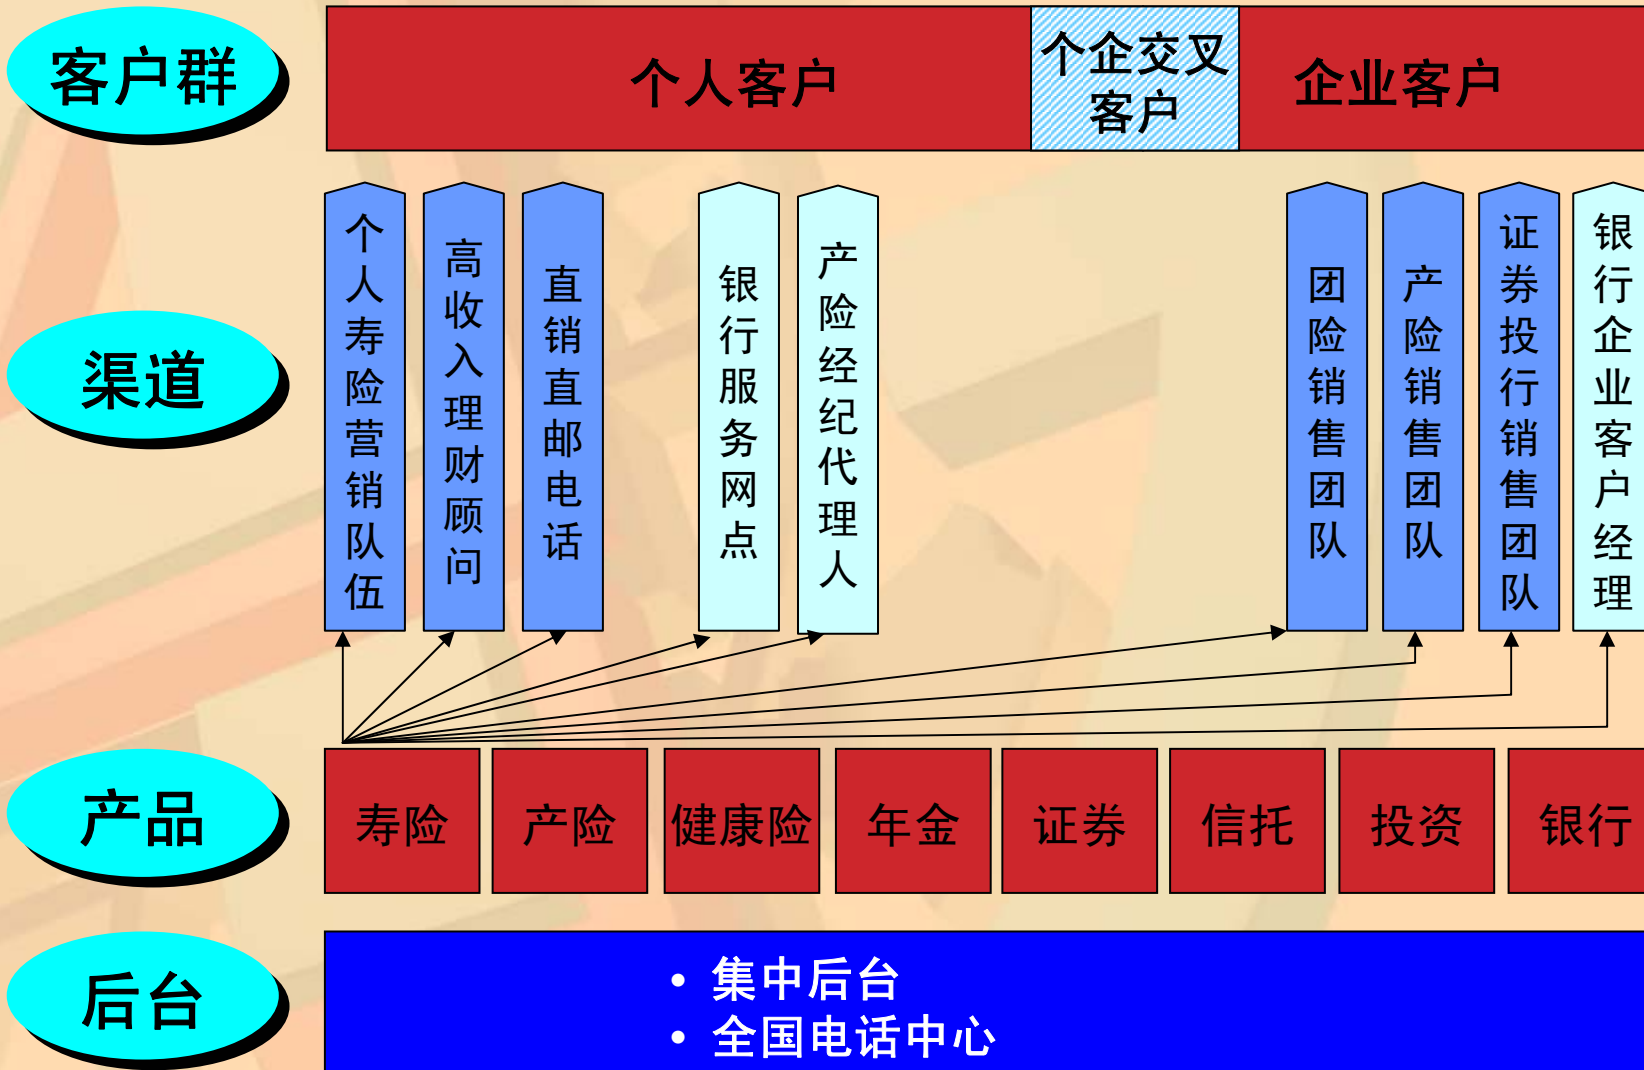 客户群
个人客户
个企交叉
客户
企业客户
渠道
个人寿险营销队伍
高收入理财顾问
直销直邮电话
银行服务网点
产险经纪代理人
团险销售团队
产险销售团队
证券投行销售团队
银行企业客户经理
产品
寿险
产险
健康险
年金
证券
信托
投资
银行
后台
• 集中后台
• 全国电话中心